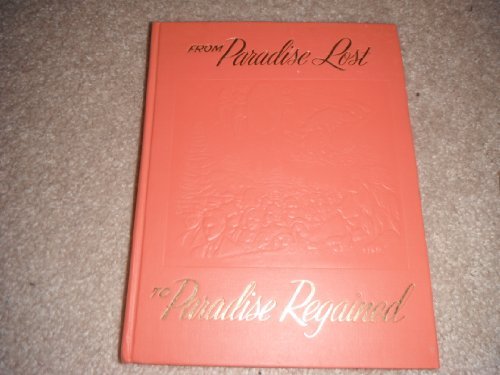 FROM Paradise Lost
TO Paradise Regained